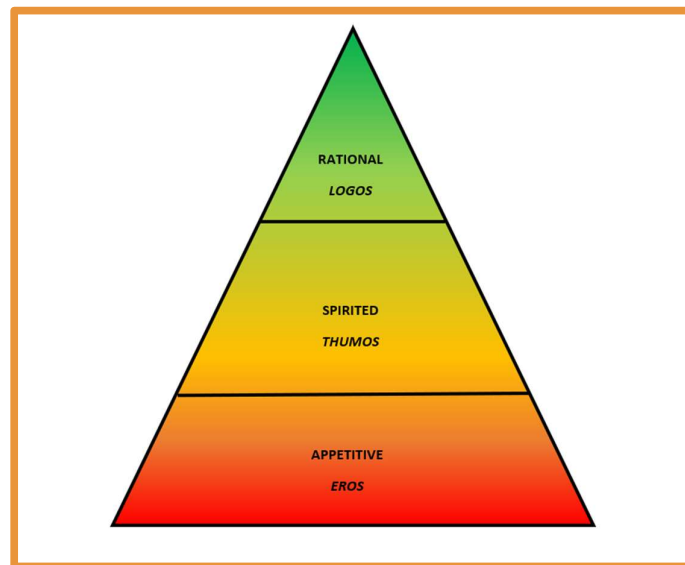 RATIONAL
LOGOS
SPIRITED
THUMOS
APPETITIVE
EROS